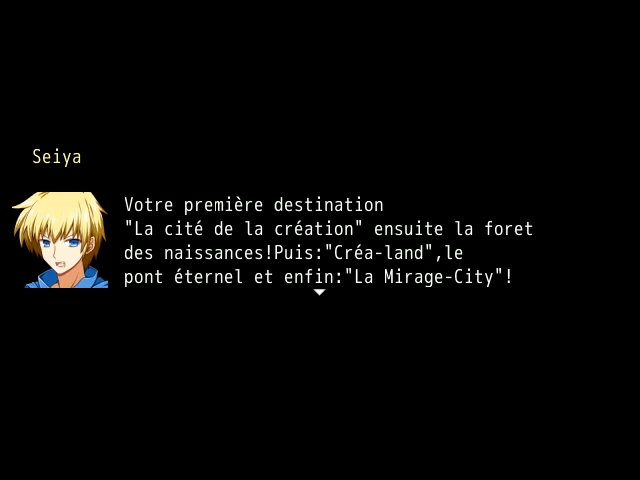 Seiya
Votre première destination
"La cité de la création" ensuite la foret
des naissances!Puis:"Créa-land",le
pont éternel et enfin:"La Mirage-City"!